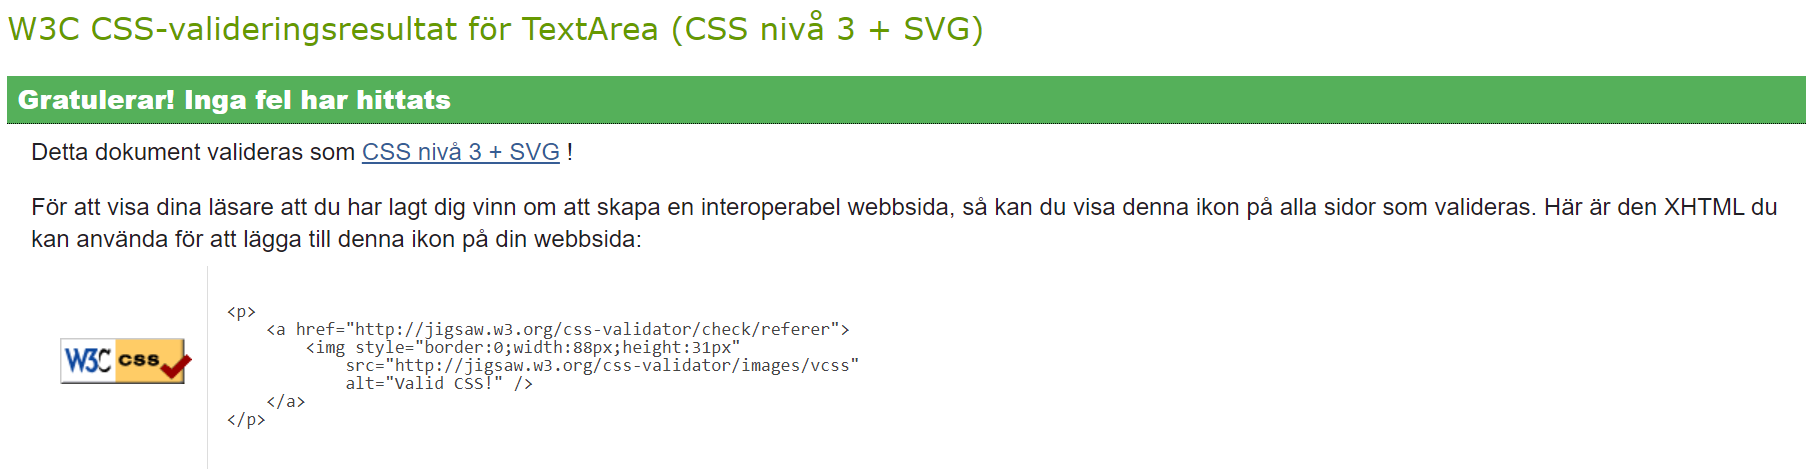 W3C CSS-valideringsresultat för TextArea (CSS nivå 3 + SVG)
Gratulerar! Inga fel har hittats
Detta dokument valideras som CSS nivå 3 + SVG !
För att visa dina läsare att du har lagt dig vinn om att skapa en interoperabel webbsida, så kan du visa denna ikon på alla sidor som valideras. Här är den XHTML du
kan använda för att lägga till denna ikon på din webbsida:
W3C css
<p>
    <a href="http://jigsaw.w3.org/css-validator/check/referer">
        <img style="border:0;width:88px;height:31px"
            src="http://jigsaw.w3.org/css-validator/images/vcss"
            alt="Valid CSS!" />
    </a>
</p>